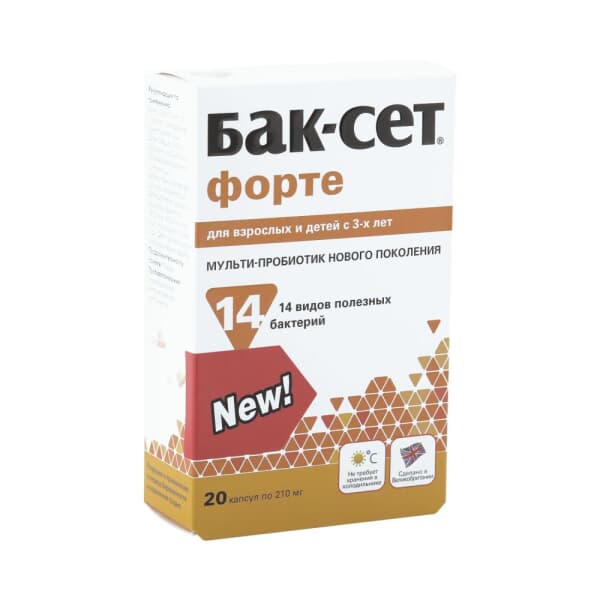 Бак-сет®
форте
для взрослых и детей с 3-х лет
МУЛЬТИ-ПРОБИОТИК НОВОГО ПОКОЛЕНИЯ
14
14 видов полезных
бактерий
New!
°C
Не требует
хранения в
холодильнике
Сделано в
Великобритании
20 капсул по 210 мг